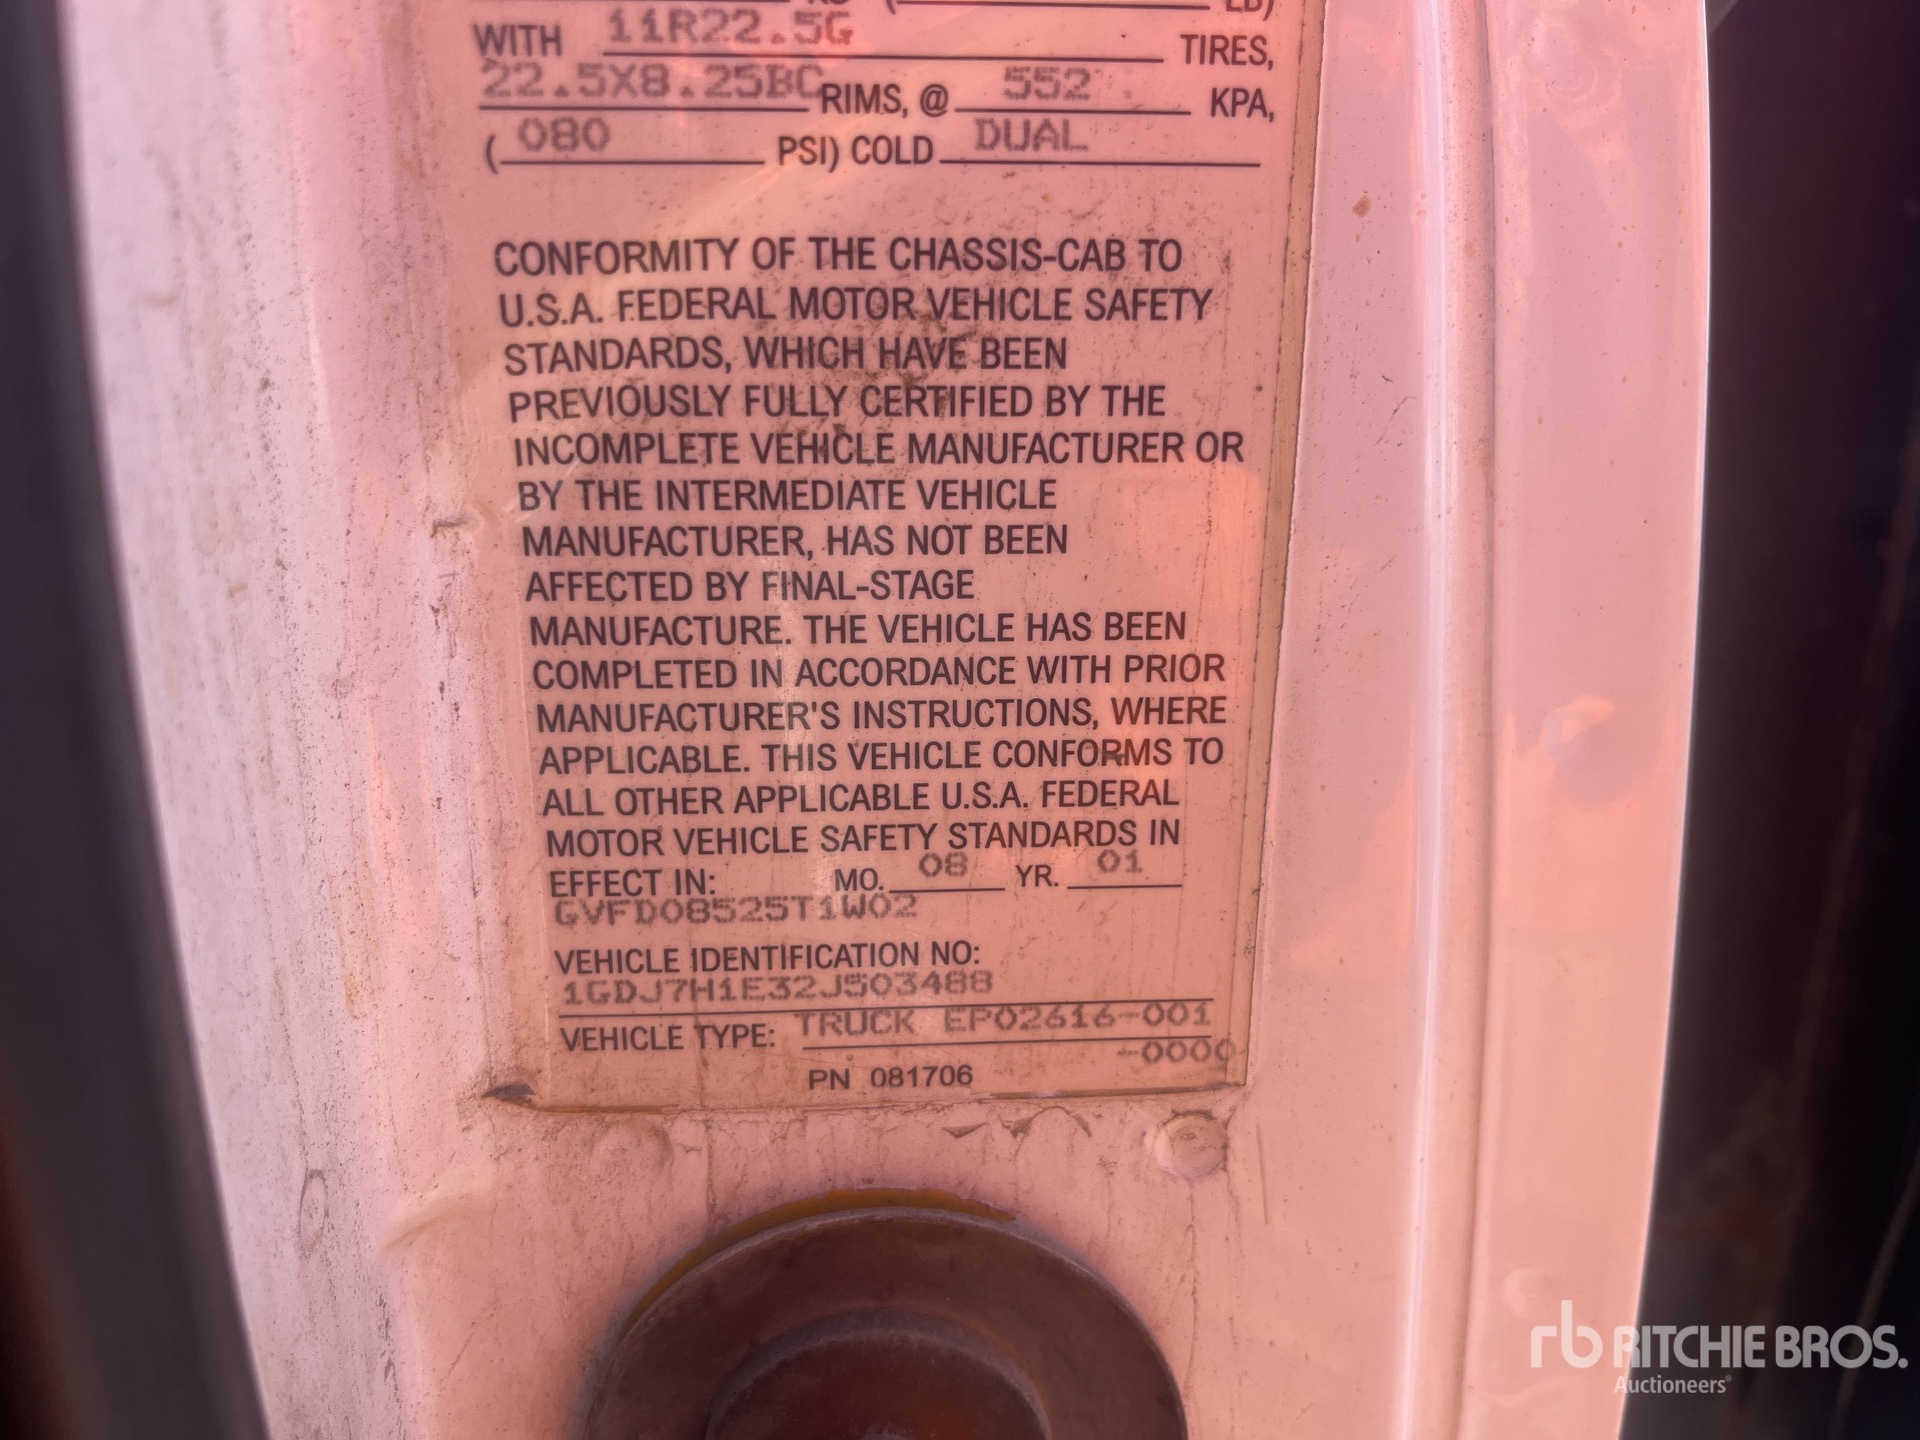 KG ( LB)
WITH 11R22.5G TIRES,
22.5X8.25BC RIMS, @ 552 KPA,
( 080 PSI) COLD DUAL
CONFORMITY OF THE CHASSIS-CAB TO
U.S.A. FEDERAL MOTOR VEHICLE SAFETY
STANDARDS, WHICH HAVE BEEN
PREVIOUSLY FULLY CERTIFIED BY THE
INCOMPLETE VEHICLE MANUFACTURER OR
BY THE INTERMEDIATE VEHICLE
MANUFACTURER, HAS NOT BEEN
AFFECTED BY FINAL-STAGE
MANUFACTURE. THE VEHICLE HAS BEEN
COMPLETED IN ACCORDANCE WITH PRIOR
MANUFACTURER'S INSTRUCTIONS, WHERE
APPLICABLE. THIS VEHICLE CONFORMS TO
ALL OTHER APPLICABLE U.S.A. FEDERAL
MOTOR VEHICLE SAFETY STANDARDS IN
EFFECT IN: MO. 08 YR. 01
GVFD08525T1W02
VEHICLE IDENTIFICATION NO:
1GDJ7H1E32J503488
VEHICLE TYPE: TRUCK EP02616-001
-0000
PN 081706
rb RITCHIE BROS.
Auctioneers®